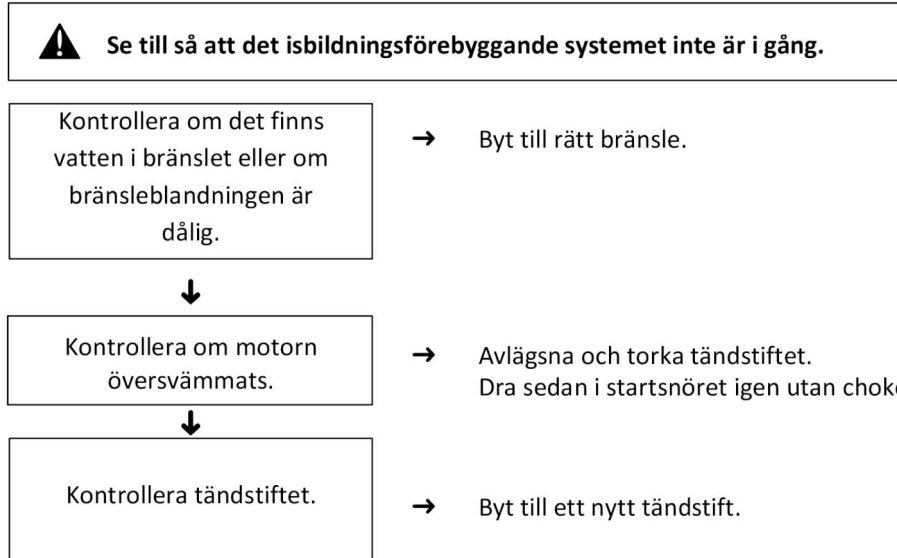 Se till så att det isbildningsförebyggande systemet inte är i gång.
Kontrollera om det finns
vatten i bränslet eller om
bränsleblandningen är
dålig.
→ Byt till rätt bränsle.
Kontrollera om motorn
översvämmats.
→ Avlägsna och torka tändstiftet.
Dra sedan i startsnöret igen utan choke
Kontrollera tändstiftet.
→ Byt till ett nytt tändstift.